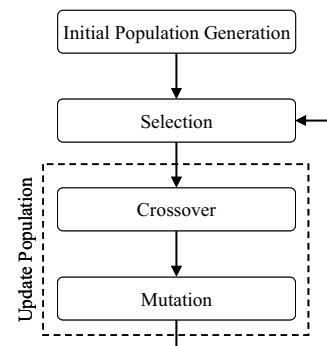 Initial Population Generation
Selection
Update Population
Crossover
Mutation